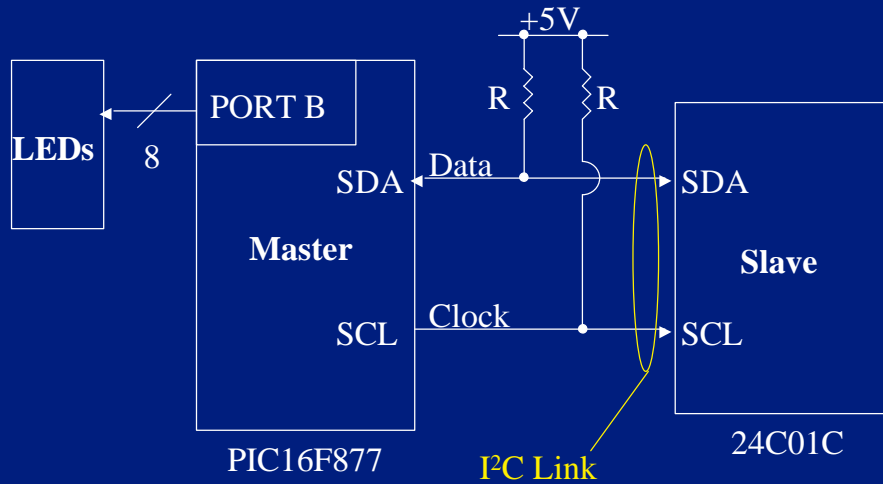 +5V
R
R
PORT B
LEDs
8
SDA
Data
SDA
Master
Slave
SCL
Clock
SCL
PIC16F877
24C01C
I²C Link